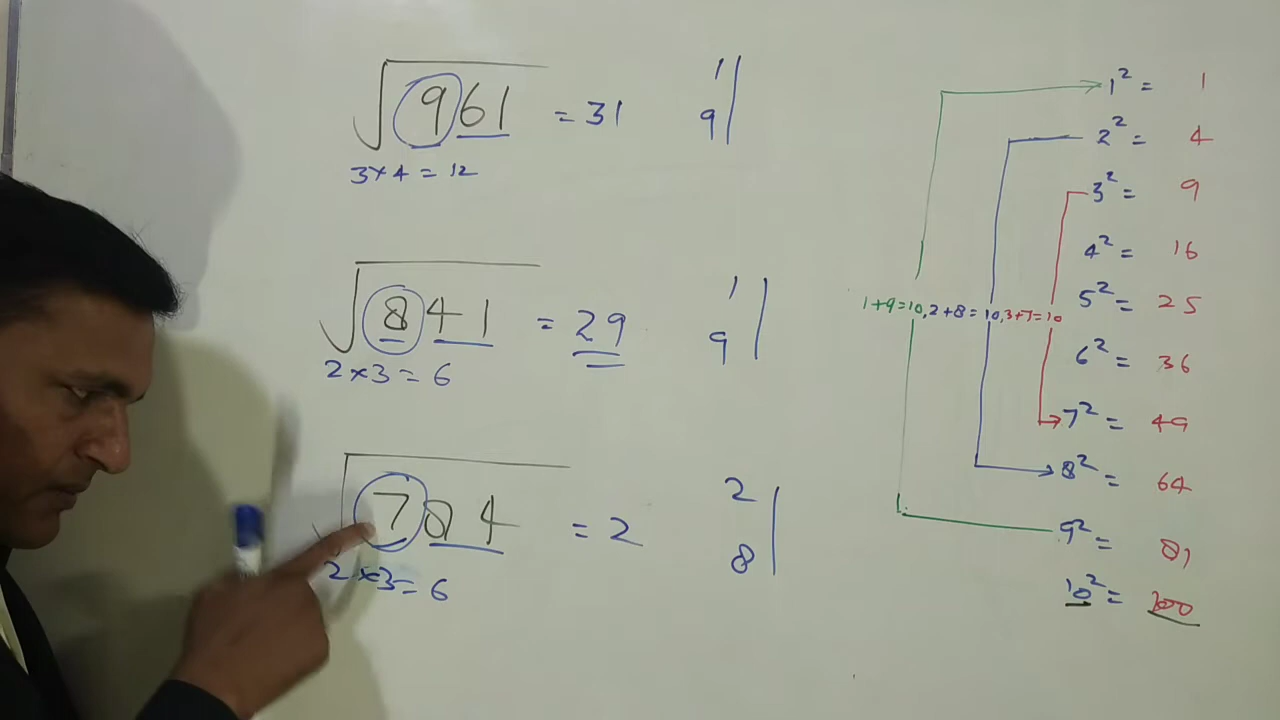 √961 = 31
3×4 = 12
1
9
√841 = 29
2×3 = 6
1
9
√784 = 2
2×3 = 6
2
8
1+9=10, 2+8=10, 3+7=10
1² = 1
2² = 4
3² = 9
4² = 16
5² = 25
6² = 36
7² = 49
8² = 64
9² = 81
10² = 100